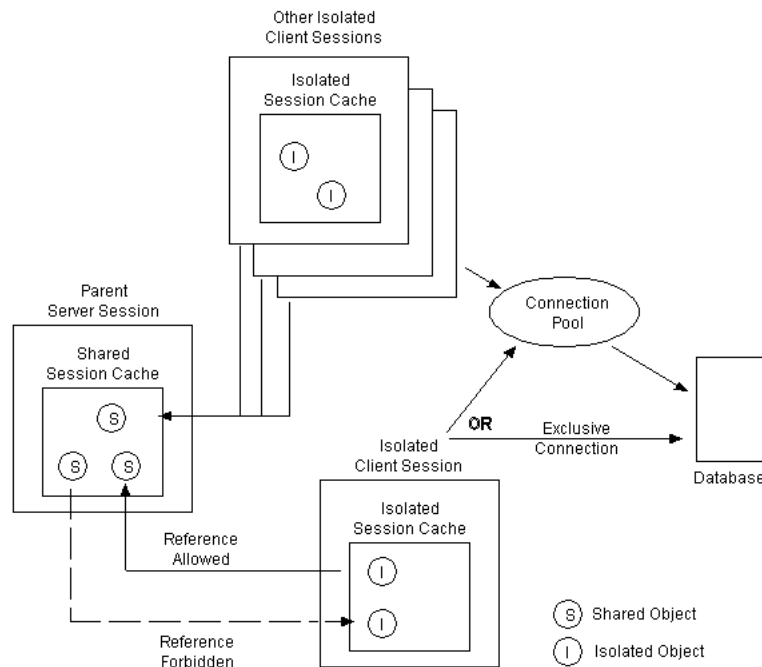 Other Isolated
Client Sessions
Isolated
Session Cache
I
I
Parent
Server Session
Shared
Session Cache
S
S
S
Connection
Pool
OR
Exclusive
Connection
Database
Isolated
Client Session
Isolated
Session Cache
I
I
Reference
Allowed
Reference
Forbidden
S Shared Object
I Isolated Object